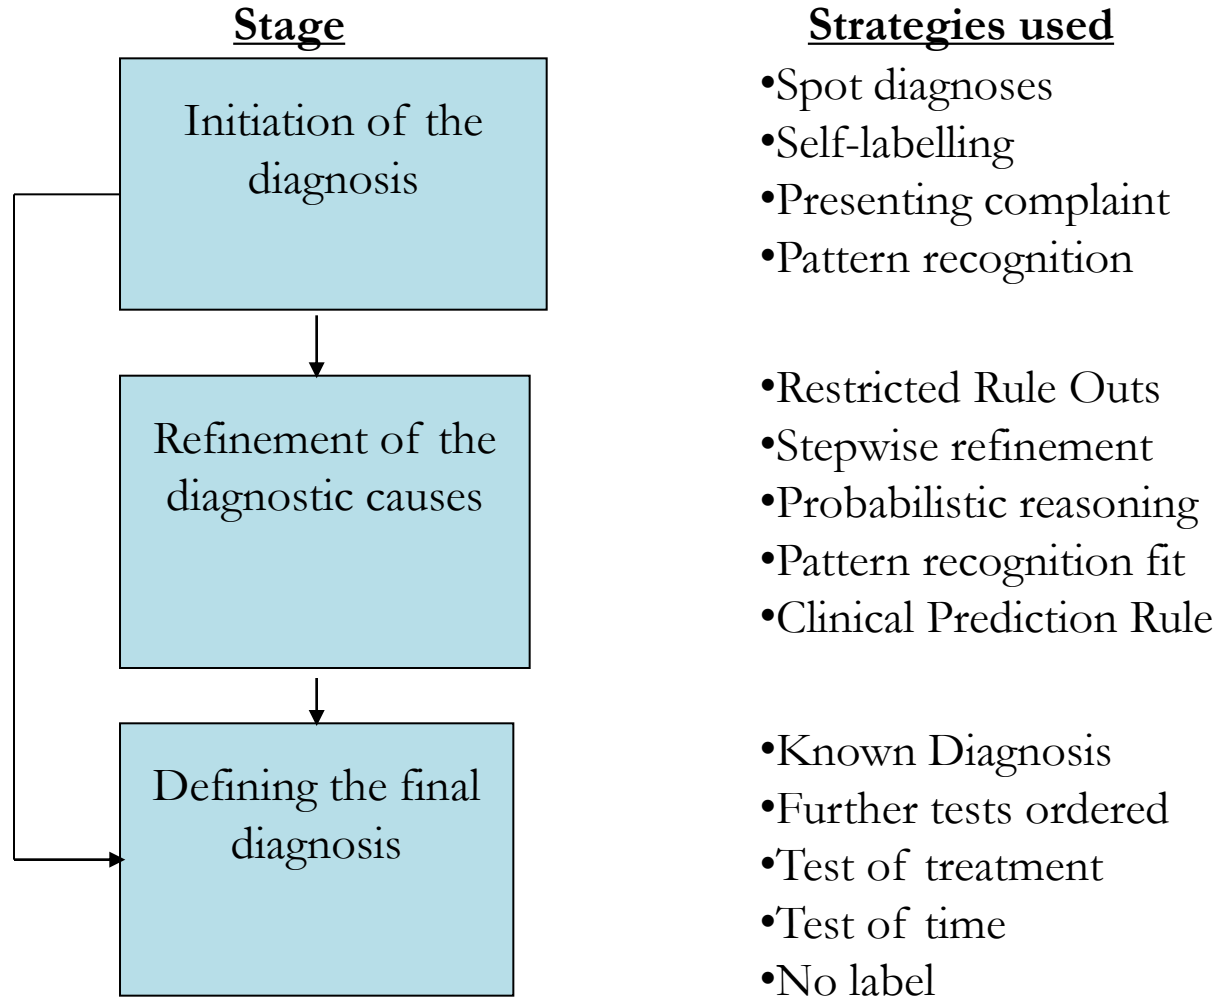 Stage
Strategies used
Initiation of the
diagnosis
•Spot diagnoses
•Self-labelling
•Presenting complaint
•Pattern recognition
Refinement of the
diagnostic causes
•Restricted Rule Outs
•Stepwise refinement
•Probabilistic reasoning
•Pattern recognition fit
•Clinical Prediction Rule
Defining the final
diagnosis
•Known Diagnosis
•Further tests ordered
•Test of treatment
•Test of time
•No label